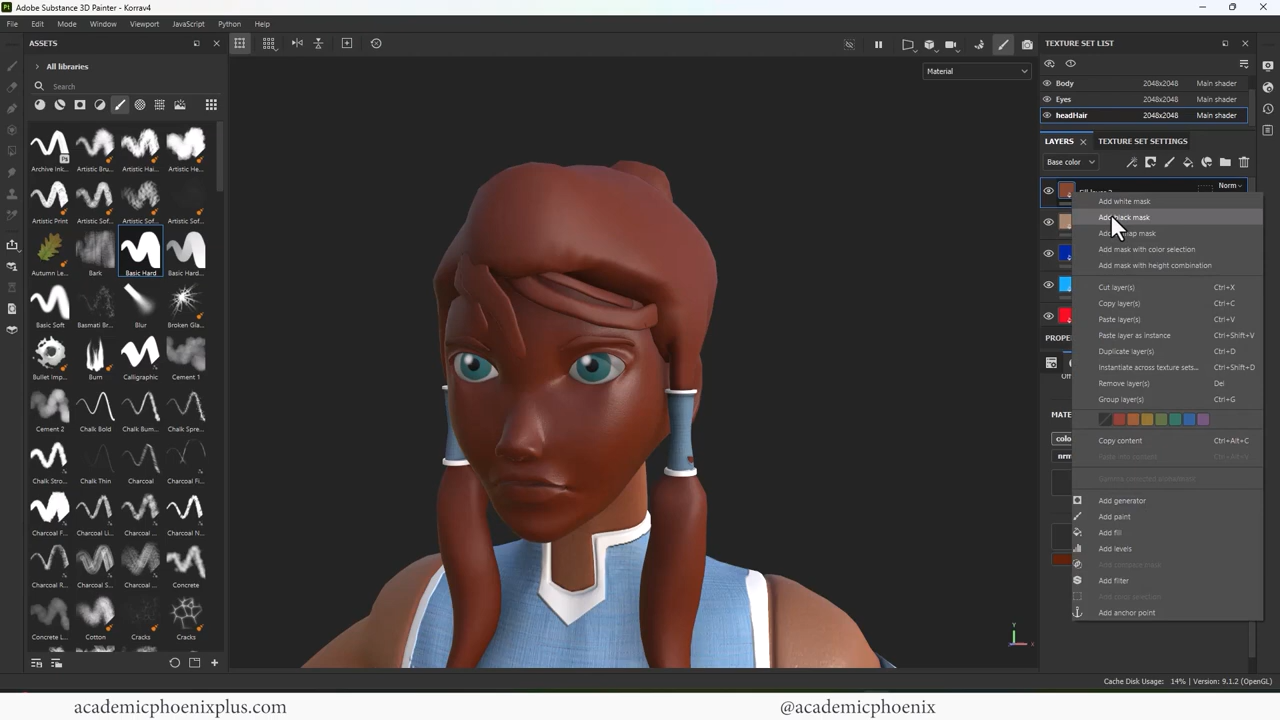 Adobe Substance 3D Painter - Korrav4
File Edit Mode Window Viewport JavaScript Python Help
ASSETS
All libraries
Search
Archive Ink... Artistic Bru... Artistic Hai... Artistic He...
Artistic Print Artistic Sof... Artistic Sof... Artistic Sof...
Autumn Le... Bark Basic Hard Basic Hard...
Basic Soft Basmati Br... Blur Broken Gla...
Bullet Imp... Burn Calligraphic Cement 1
Cement 2 Chalk Bold Chalk Bum... Chalk Spre...
Chalk Stro... Chalk Thin Charcoal Charcoal Fi...
Charcoal F... Charcoal Li... Charcoal M... Charcoal N...
Charcoal R... Charcoal S... Charcoal ... Concrete
Concrete L... Cotton Cracks Cracks
Material
TEXTURE SET LIST
Body 2048x2048 Main shader
Eyes 2048x2048 Main shader
headHair 2048x2048 Main shader
LAYERS TEXTURE SET SETTINGS
Base color
Norm
Add white mask
Add black mask
Add mask with color selection
Add mask with height combination
Cut layer(s) Ctrl+X
Copy layer(s) Ctrl+C
Paste layer(s) Ctrl+V
Paste layer as instance Ctrl+Shift+V
Duplicate layer(s) Ctrl+D
Instantiate across texture sets... Ctrl+Shift+D
Remove layer(s) Del
Group layer(s) Ctrl+G
Copy content Ctrl+Alt+C
Add generator
Add paint
Add fill
Add levels
Add filter
Add anchor point
PROPE
MATE
color
nrm
Y
X
Cache Disk Usage: 14% | Version: 9.1.2 (OpenGL)
academicphoenixplus.com @academicphoenix